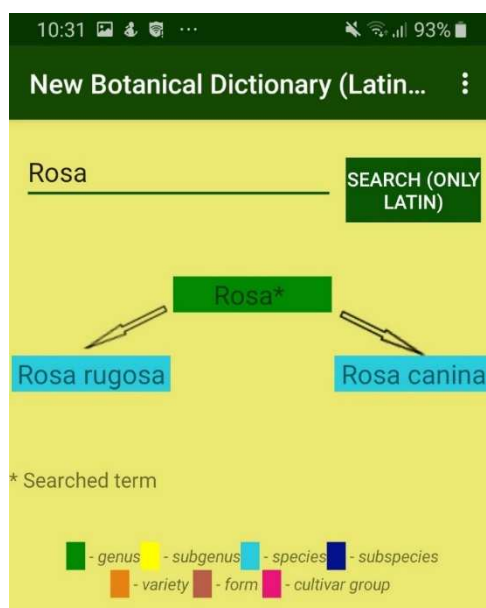 10:31 ... 93%
New Botanical Dictionary (Latin...
Rosa
SEARCH (ONLY
LATIN)
Rosa*
Rosa rugosa
Rosa canina
* Searched term
- genus - subgenus - species - subspecies
- variety - form - cultivar group